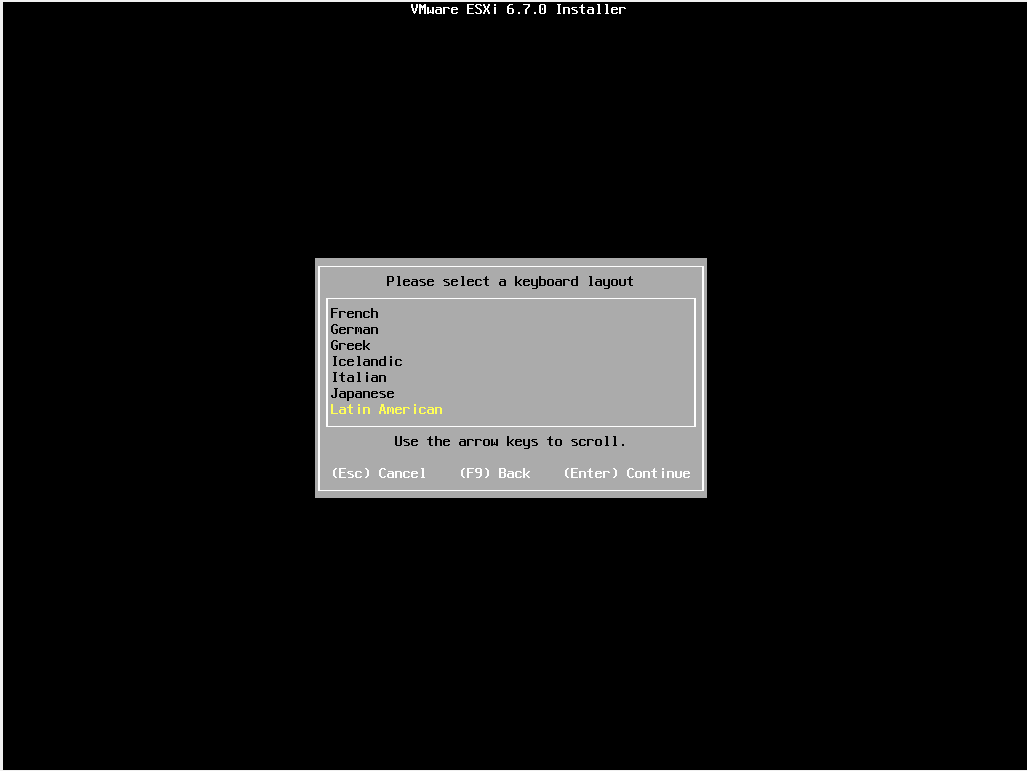 VMware ESXi 6.7.0 Installer
Please select a keyboard layout
French
German
Greek
Icelandic
Italian
Japanese
Latin American
Use the arrow keys to scroll.
(Esc) Cancel (F9) Back (Enter) Continue